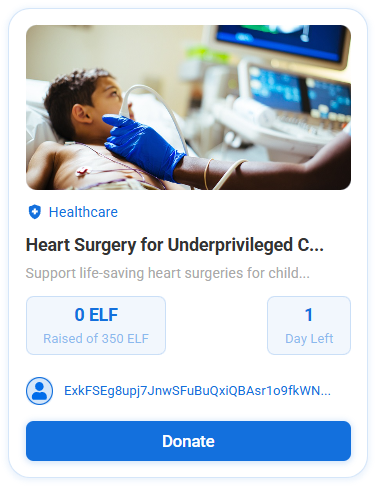 Healthcare
Heart Surgery for Underprivileged C...
Support life-saving heart surgeries for child...
0 ELF
Raised of 350 ELF
1
Day Left
ExkFSEg8upj7JnwSFuBuQxiQBAsr1o9fkWN...
Donate